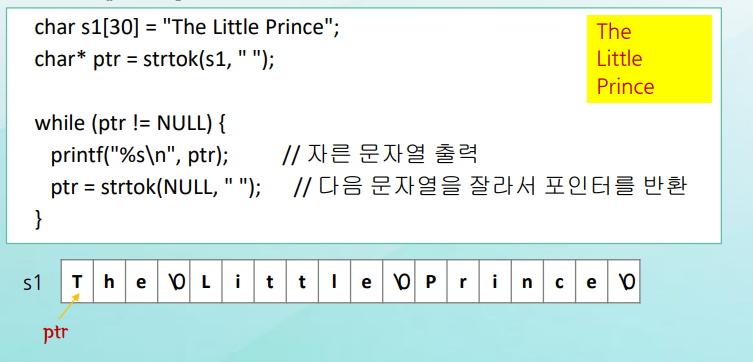 char s1[30] = "The Little Prince";
char* ptr = strtok(s1, " ");
while (ptr != NULL) {
printf("%s\n", ptr); // 자른 문자열 출력
ptr = strtok(NULL, " "); // 다음 문자열을 잘라서 포인터를 반환
}
The
Little
Prince
s1 T h e \0 L i t t l e \0 P r i n c e \0
ptr